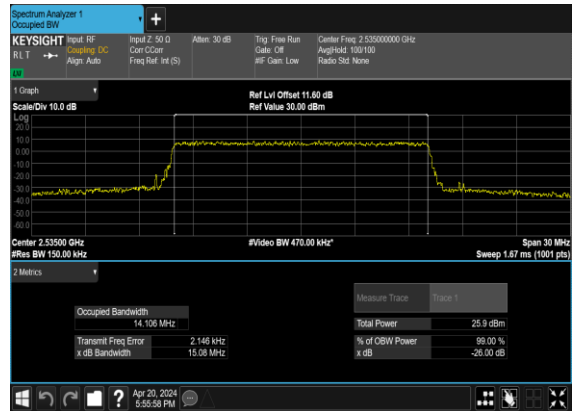 Spectrum Analyzer 1
Occupied BW
+
KEYSIGHT Input: RF Input Z: 50 Ω Atten: 30 dB Trig: Free Run Center Freq: 2.535000000 GHz
RLT Coupling: DC Corr CCorr Gate: Off Avg|Hold: 100/100
Align: Auto Freq Ref: Int (S) #IF Gain: Low Radio Std: None
1 Graph
Ref Lvl Offset 11.60 dB
Scale/Div 10.0 dB Ref Value 30.00 dBm
Log
20.0
10.0
0.00
-10.0
-20.0
-30.0
-40.0
-50.0
-60.0
Center 2.53500 GHz #Video BW 470.00 kHz* Span 30 MHz
#Res BW 150.00 kHz Sweep 1.67 ms (1001 pts)
2 Metrics
Measure Trace Trace 1
Occupied Bandwidth
14.106 MHz Total Power 25.9 dBm
Transmit Freq Error 2.146 kHz % of OBW Power 99.00 %
x dB Bandwidth 15.08 MHz x dB -26.00 dB
? Apr 20, 2024
5:55:58 PM